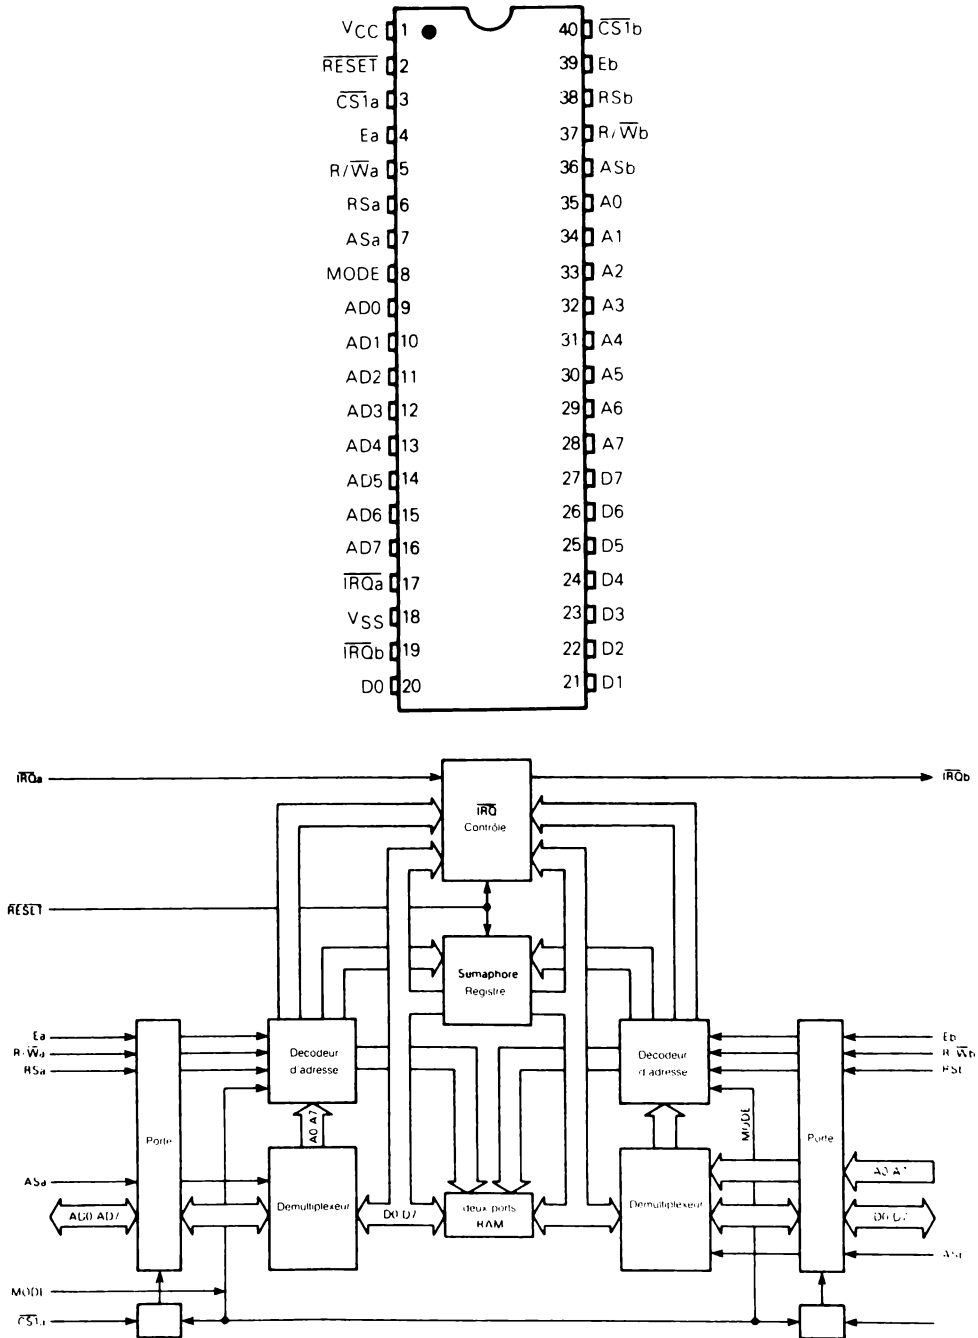 VCC 1
RESET 2
CS1a 3
Ea 4
R/Wa 5
RSa 6
ASa 7
MODE 8
AD0 9
AD1 10
AD2 11
AD3 12
AD4 13
AD5 14
AD6 15
AD7 16
IRQa 17
VSS 18
IRQb 19
D0 20
40 CS1b
39 Eb
38 RSb
37 R/Wb
36 ASb
35 A0
34 A1
33 A2
32 A3
31 A4
30 A5
29 A6
28 A7
27 D7
26 D6
25 D5
24 D4
23 D3
22 D2
21 D1
IRQa
IRQb
IRQ
Contrôle
RESET
Sumaphore
Registre
Ea
R/Wa
RSa
Decodeur
d'adresse
Decodeur
d'adresse
Eb
R/Wb
RSb
A0 A7
MODE
Porte
Porte
ASa
AD0 AD7
Demultiplexeur
D0 D7
deux ports
RAM
Demultiplexeur
A0 A7
D0 D7
ASb
MODE
CS1a